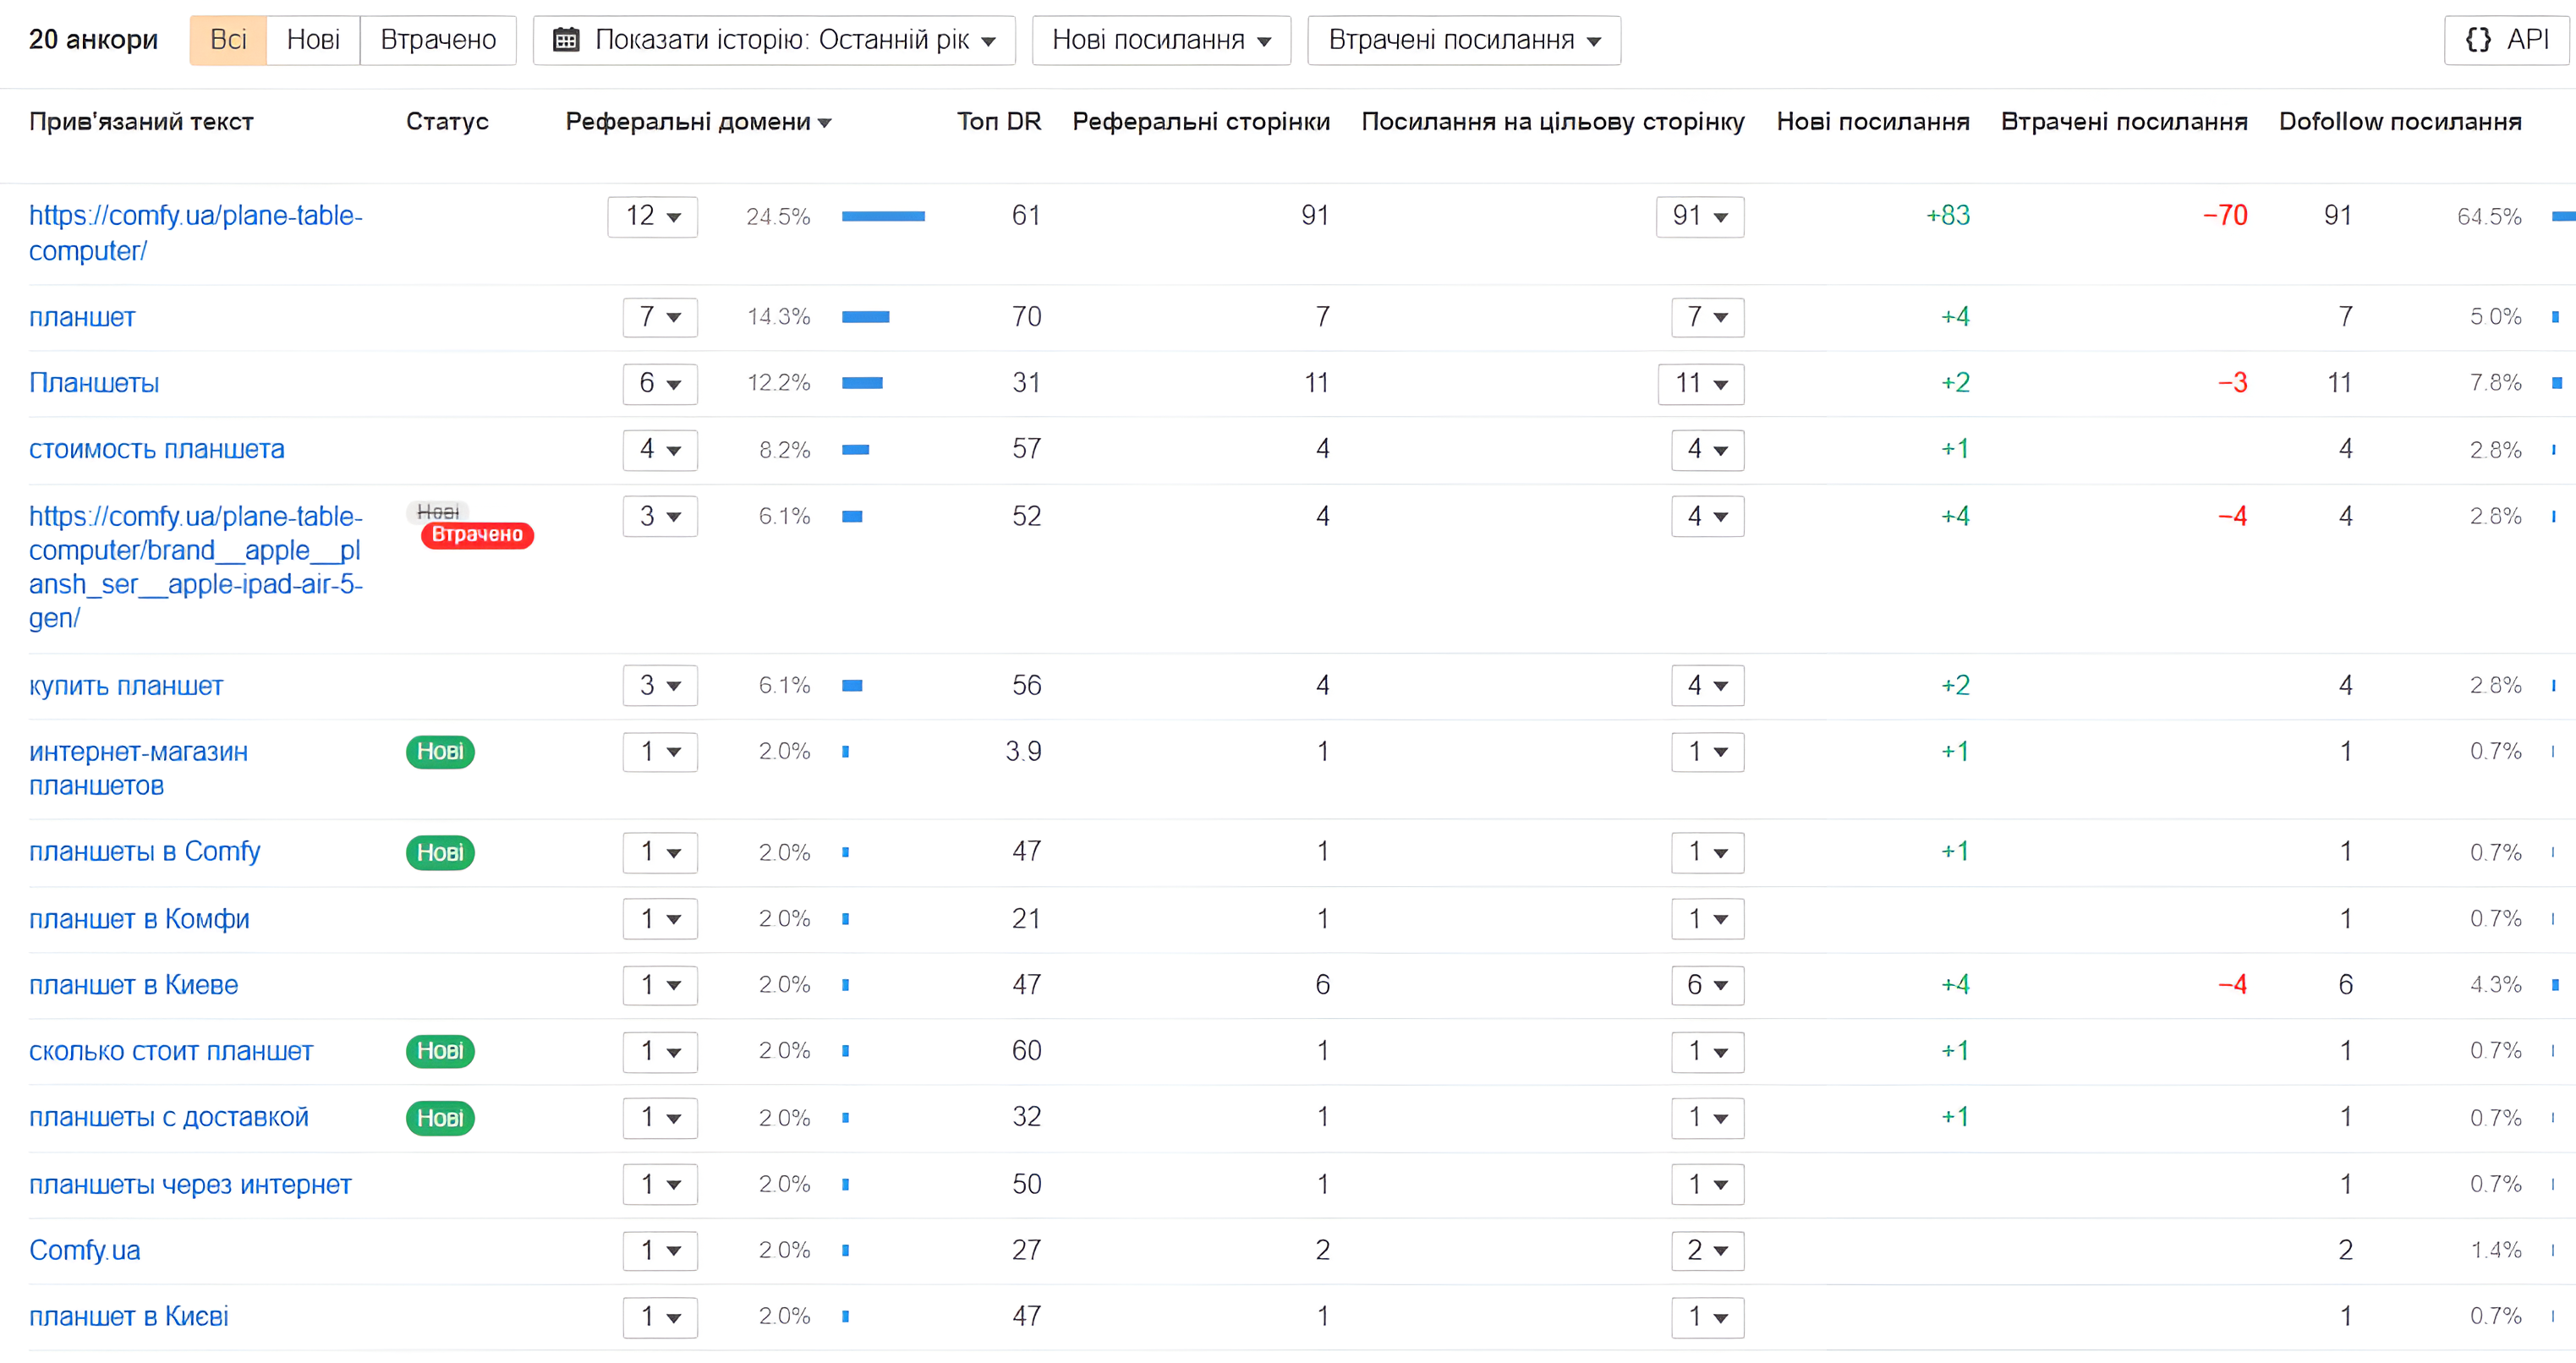 20 анкори Всі Нові Втрачено Показати історію: Останній рік Нові посилання Втрачені посилання {} API
Прив'язаний текст Статус Реферальні домени Топ DR Реферальні сторінки Посилання на цільову сторінку Нові посилання Втрачені посилання Dofollow посилання
https://comfy.ua/plane-table- 12 24.5% 61 91 91 +83 −70 91 64.5%
computer/
планшет 7 14.3% 70 7 7 +4 7 5.0%
Планшеты 6 12.2% 31 11 11 +2 −3 11 7.8%
стоимость планшета 4 8.2% 57 4 4 +1 4 2.8%
https://comfy.ua/plane-table- Нові 3 6.1% 52 4 4 +4 −4 4 2.8%
computer/brand__apple__pl Втрачено
ansh_ser__apple-ipad-air-5-
gen/
купить планшет 3 6.1% 56 4 4 +2 4 2.8%
интернет-магазин Нові 1 2.0% 3.9 1 1 +1 1 0.7%
планшетов
планшеты в Comfy Нові 1 2.0% 47 1 1 +1 1 0.7%
планшет в Комфи 1 2.0% 21 1 1 1 0.7%
планшет в Киеве 1 2.0% 47 6 6 +4 −4 6 4.3%
сколько стоит планшет Нові 1 2.0% 60 1 1 +1 1 0.7%
планшеты с доставкой Нові 1 2.0% 32 1 1 +1 1 0.7%
планшеты через интернет 1 2.0% 50 1 1 1 0.7%
Comfy.ua 1 2.0% 27 2 2 2 1.4%
планшет в Києві 1 2.0% 47 1 1 1 0.7%